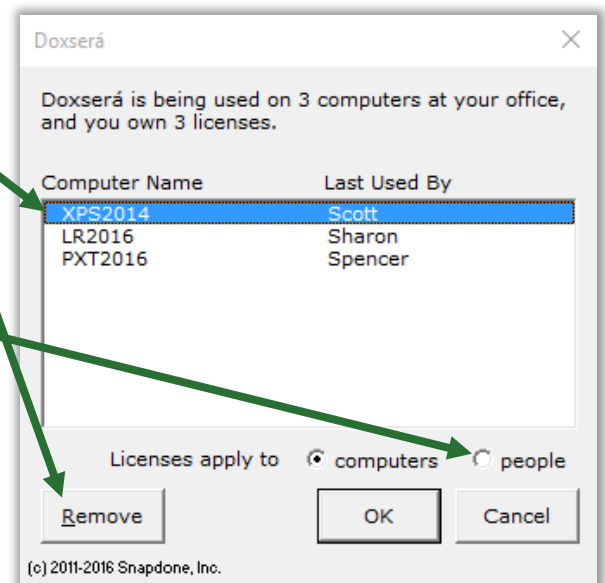 Doxserá
Doxserá is being used on 3 computers at your office,
and you own 3 licenses.
Computer Name Last Used By
XPS2014 Scott
LR2016 Sharon
PXT2016 Spencer
Licenses apply to computers people
Remove OK Cancel
(c) 2011-2016 Snapdone, Inc.